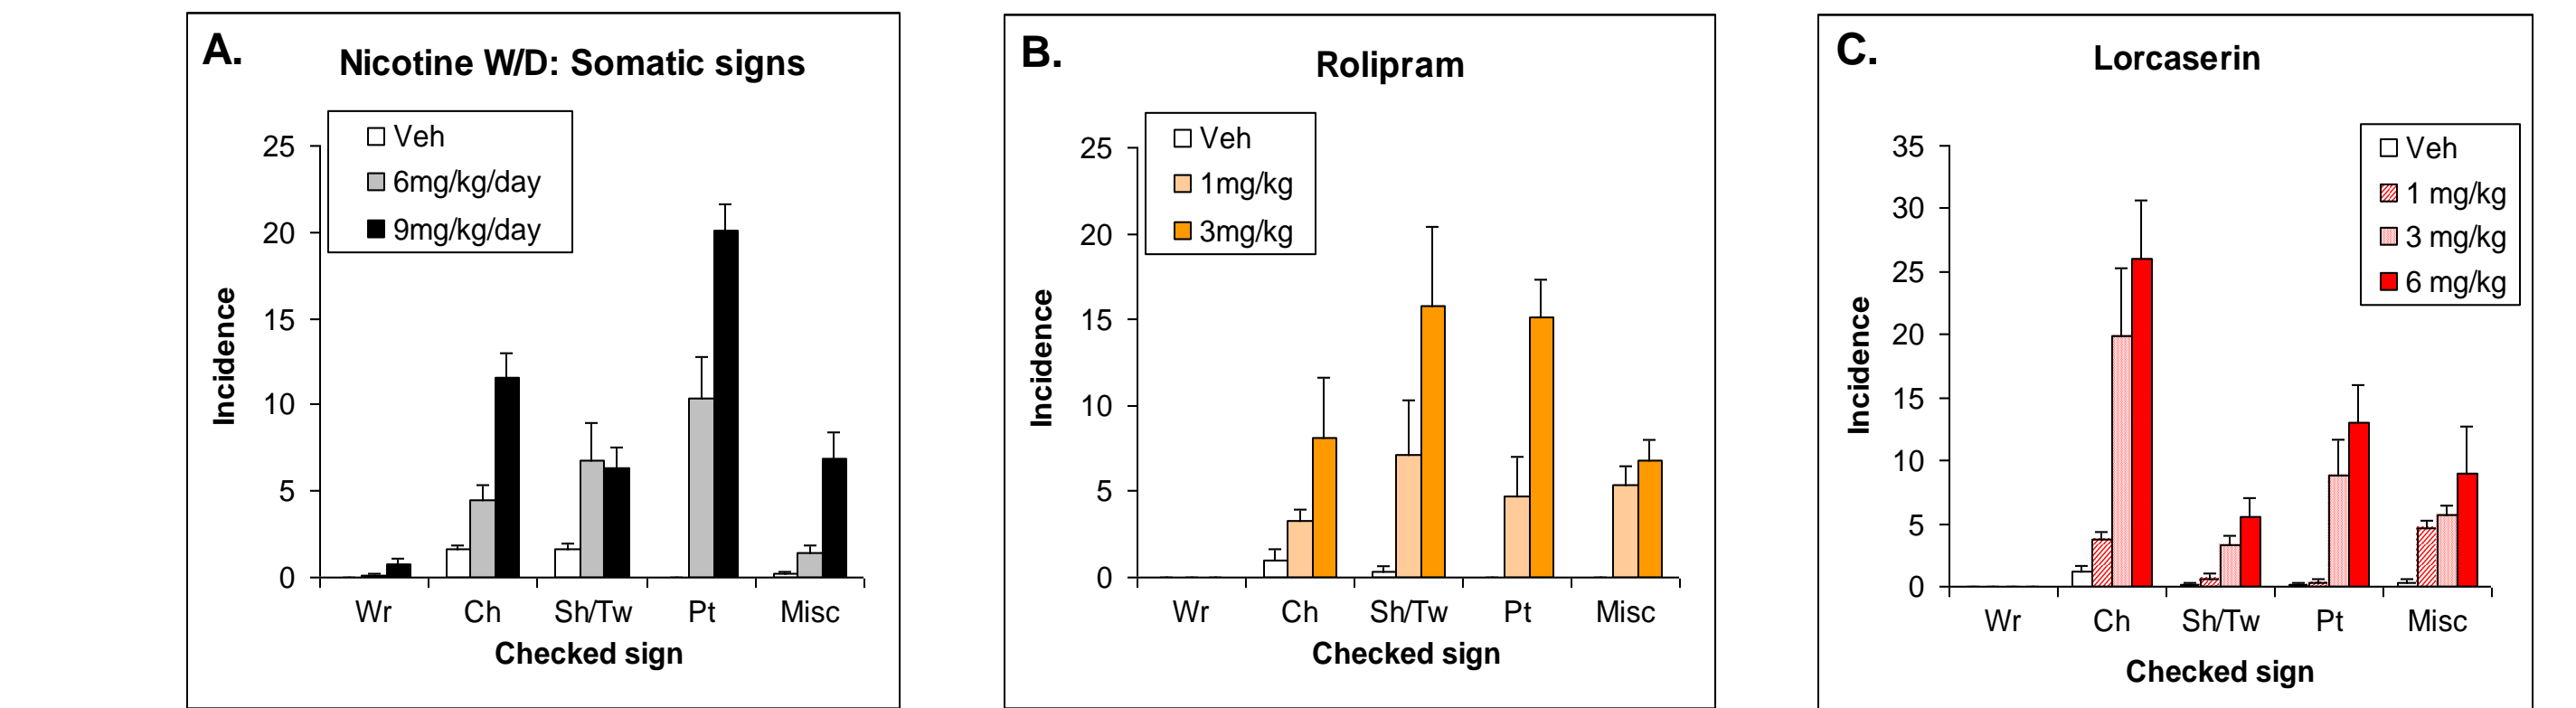 A.
Nicotine W/D: Somatic signs
Veh
6mg/kg/day
9mg/kg/day
25
20
15
10
5
0
Incidence
Wr Ch Sh/Tw Pt Misc
Checked sign
B.
Rolipram
Veh
1mg/kg
3mg/kg
25
20
15
10
5
0
Incidence
Wr Ch Sh/Tw Pt Misc
Checked sign
C.
Lorcaserin
Veh
1 mg/kg
3 mg/kg
6 mg/kg
35
30
25
20
15
10
5
0
Incidence
Wr Ch Sh/Tw Pt Misc
Checked sign